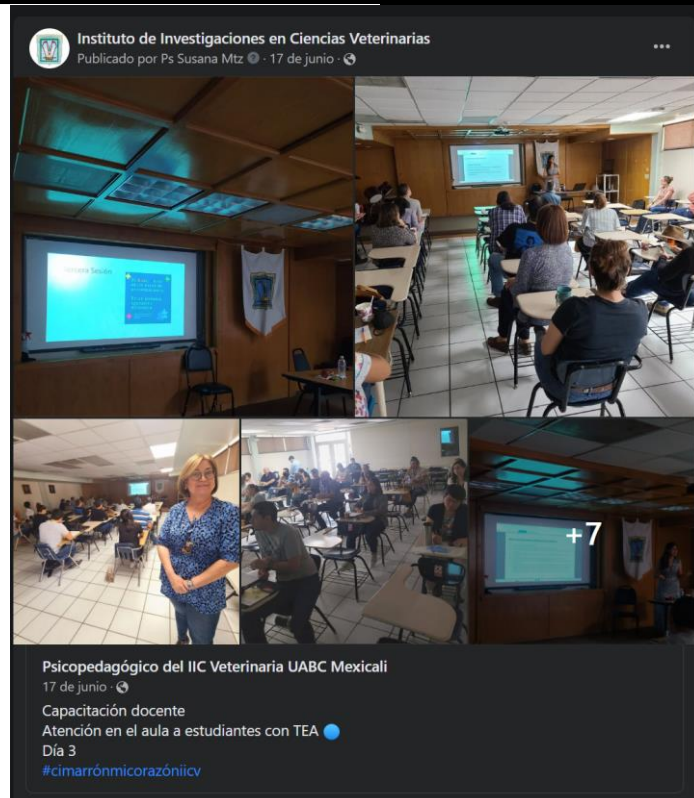 Instituto de Investigaciones en Ciencias Veterinarias
Publicado por Ps Susana Mtz · 17 de junio ·
Sesión
+7
Psicopedagógico del IIC Veterinaria UABC Mexicali
17 de junio ·
Capacitación docente
Atención en el aula a estudiantes con TEA 🔵
Día 3
#cimarrónmicorazóniicv